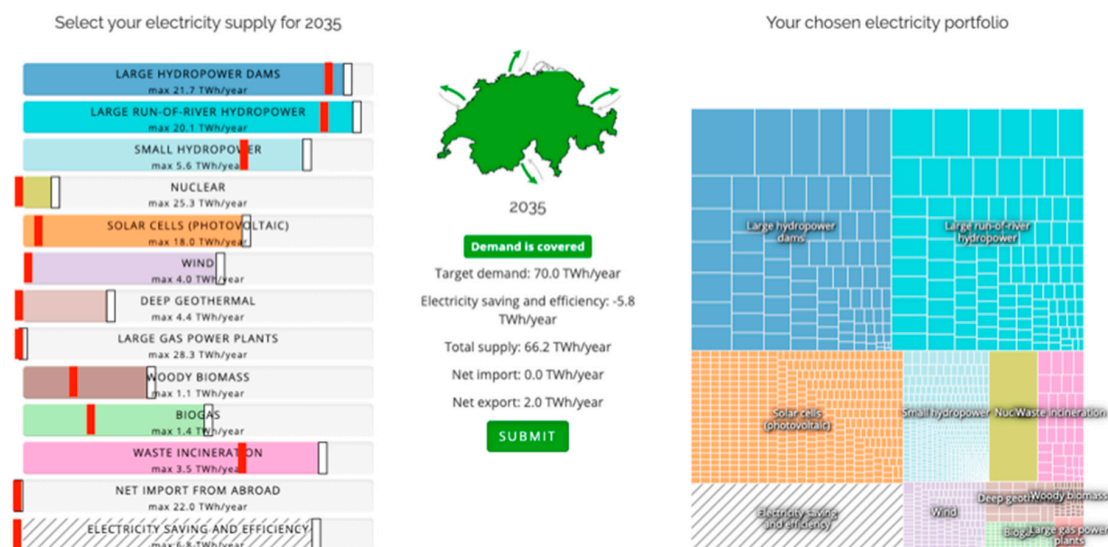 Select your electricity supply for 2035
LARGE HYDROPOWER DAMS
max 21.7 TWh/year
LARGE RUN-OF-RIVER HYDROPOWER
max 20.1 TWh/year
SMALL HYDROPOWER
max 5.6 TWh/year
NUCLEAR
max 25.3 TWh/year
SOLAR CELLS (PHOTOVOLTAIC)
max 18.0 TWh/year
WIND
max 4.0 TWh/year
DEEP GEOTHERMAL
max 4.4 TWh/year
LARGE GAS POWER PLANTS
max 28.3 TWh/year
WOODY BIOMASS
max 1.1 TWh/year
BIOGAS
max 1.4 TWh/year
WASTE INCINERATION
max 3.5 TWh/year
NET IMPORT FROM ABROAD
max 22.0 TWh/year
ELECTRICITY SAVING AND EFFICIENCY
max 6.8 TWh/year
2035
Demand is covered
Target demand: 70.0 TWh/year
Electricity saving and efficiency: -5.8
TWh/year
Total supply: 66.2 TWh/year
Net import: 0.0 TWh/year
Net export: 2.0 TWh/year
SUBMIT
Your chosen electricity portfolio
Large hydropower
dams
Large run-of-river
hydropower
Solar cells
(photovoltaic)
Small hydropower
Waste incineration
Electricity saving
and efficiency
Wind
Woody biomass
Large gas power
plants